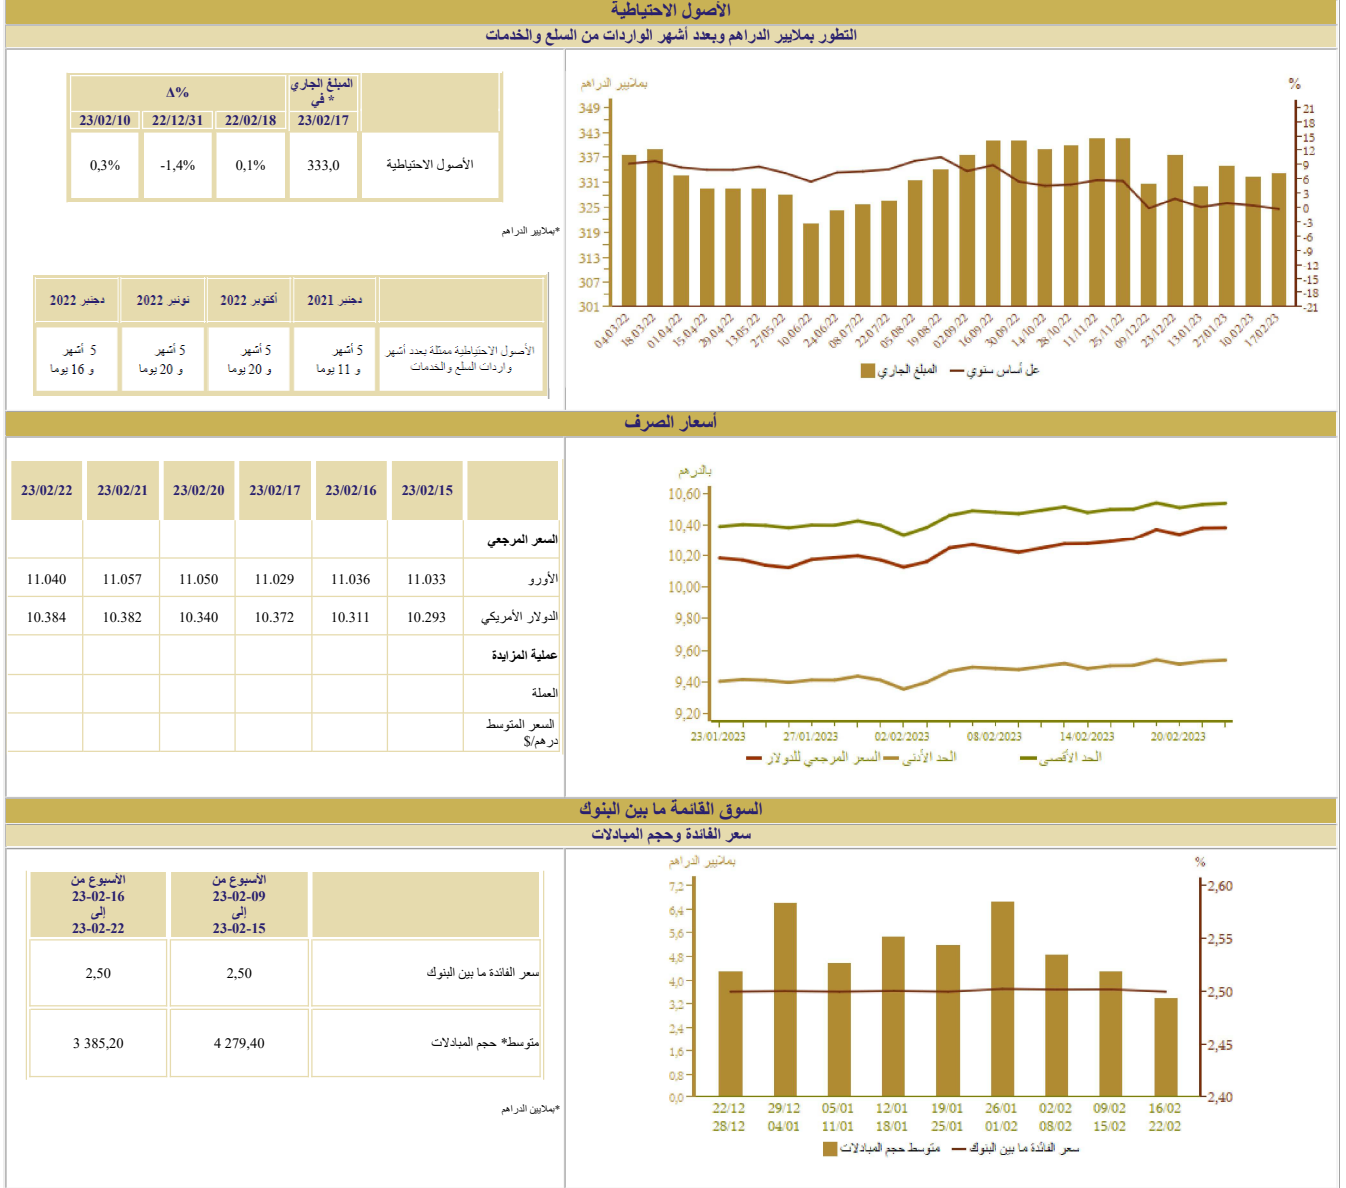 الأصول الاحتياطية
التطور بملايير الدراهم وبعدد أشهر الواردات من السلع والخدمات
المبلغ الجاري
* في
Δ%
23/02/17 22/02/18 22/12/31 23/02/10
الأصول الاحتياطية 333,0 0,1% -1,4% 0,3%
*بملايير الدراهم
دجنبر 2021 أكتوبر 2022 نونبر 2022 دجنبر 2022
الأصول الاحتياطية ممثلة بعدد أشهر 5 أشهر 5 أشهر 5 أشهر 5 أشهر
واردات السلع والخدمات و 11 يوما و 20 يوما و 20 يوما و 16 يوما
بملايير الدراهم
%
349
343
337
331
325
319
313
307
301
21
18
15
12
9
6
3
0
-3
-6
-9
-12
-15
-18
-21
04/03/22 18/03/22 01/04/22 15/04/22 29/04/22 13/05/22 27/05/22 10/06/22 24/06/22 08/07/22 22/07/22 05/08/22 19/08/22 02/09/22 16/09/22 30/09/22 14/10/22 28/10/22 11/11/22 25/11/22 09/12/22 23/12/22 13/01/23 27/01/23 10/02/23 17/02/23
عل أساس سنوي المبلغ الجاري
أسعار الصرف
23/02/15 23/02/16 23/02/17 23/02/20 23/02/21 23/02/22
السعر المرجعي
الأورو 11.033 11.036 11.029 11.050 11.057 11.040
الدولار الأمريكي 10.293 10.311 10.372 10.340 10.382 10.384
عملية المزايدة
العملة
السعر المتوسط
درهم/$
بالدرهم
10,60
10,40
10,20
10,00
9,80
9,60
9,40
9,20
23/01/2023 27/01/2023 02/02/2023 08/02/2023 14/02/2023 20/02/2023
الحد الأقصى الحد الأدنى السعر المرجعي للدولار
السوق القائمة ما بين البنوك
سعر الفائدة وحجم المبادلات
الأسبوع من الأسبوع من
23-02-09 23-02-16
إلى إلى
23-02-15 23-02-22
سعر الفائدة ما بين البنوك 2,50 2,50
متوسط* حجم المبادلات 4 279,40 3 385,20
*بملايين الدراهم
بملايير الدراهم
%
7,2
6,4
5,6
4,8
4,0
3,2
2,4
1,6
0,8
0,0
2,60
2,55
2,50
2,45
2,40
22/12 29/12 05/01 12/01 19/01 26/01 02/02 09/02 16/02
28/12 04/01 11/01 18/01 25/01 01/02 08/02 15/02 22/02
سعر الفائدة ما بين البنوك متوسط حجم المبادلات